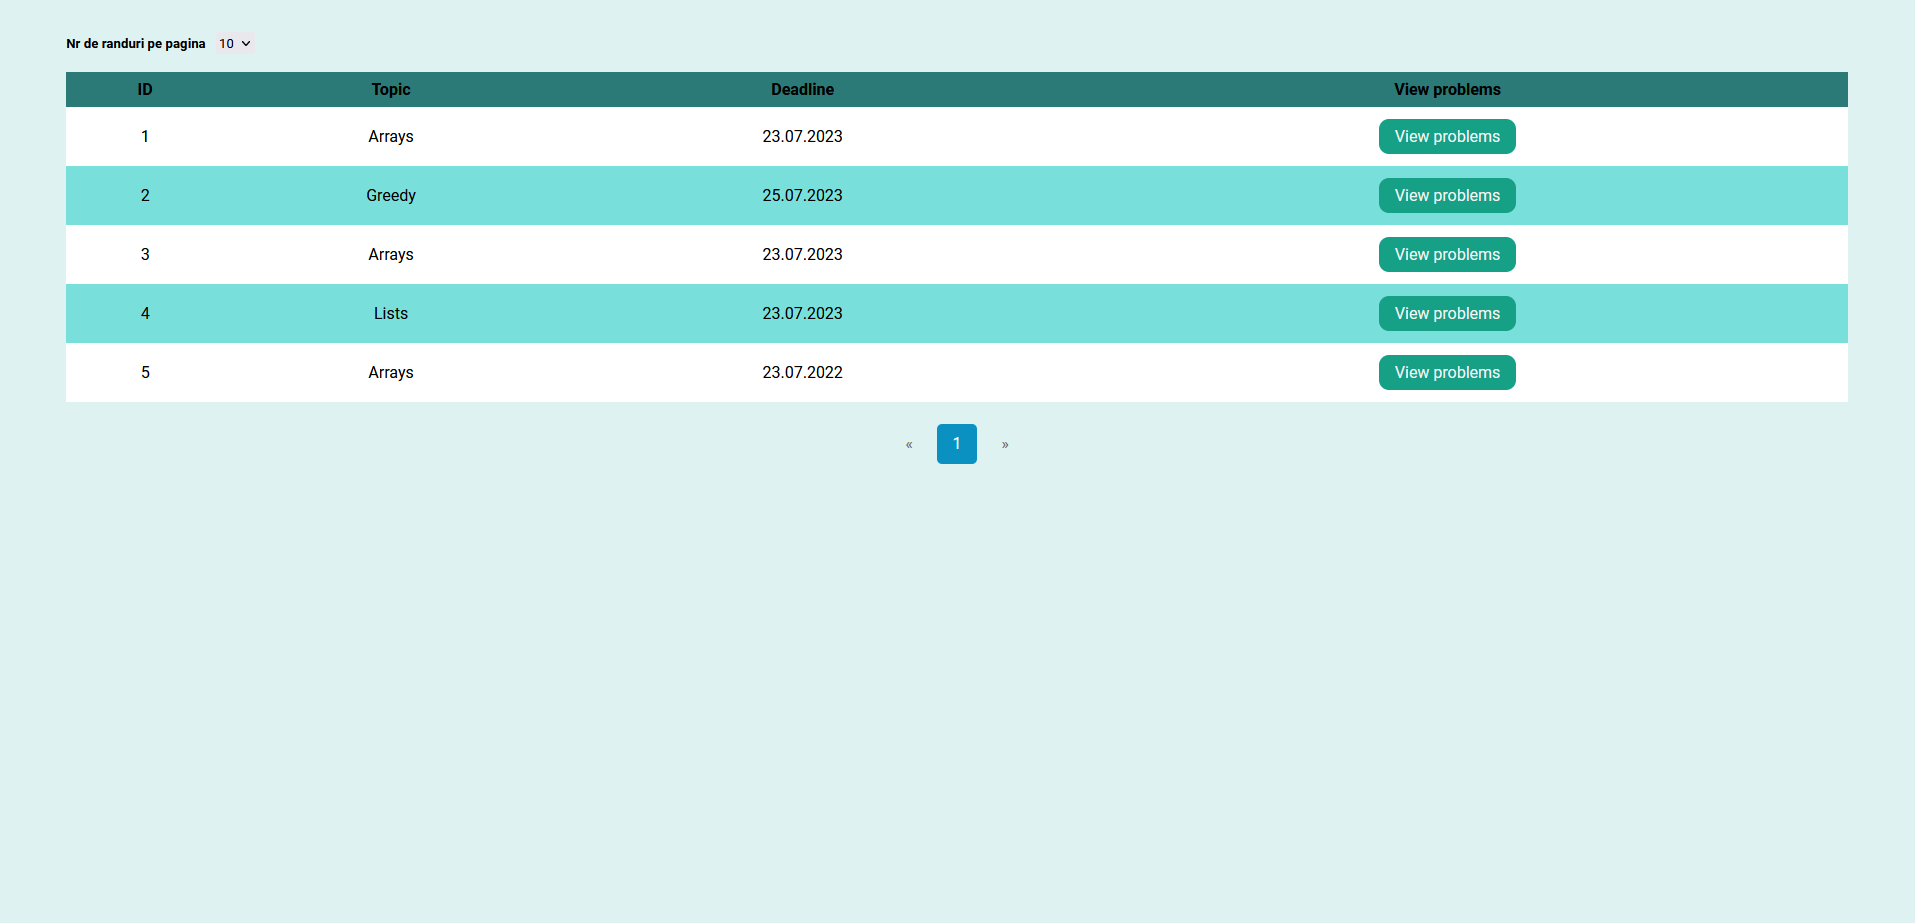 Nr de randuri pe pagina 10
ID Topic Deadline View problems
1 Arrays 23.07.2023 View problems
2 Greedy 25.07.2023 View problems
3 Arrays 23.07.2023 View problems
4 Lists 23.07.2023 View problems
5 Arrays 23.07.2022 View problems
« 1 »